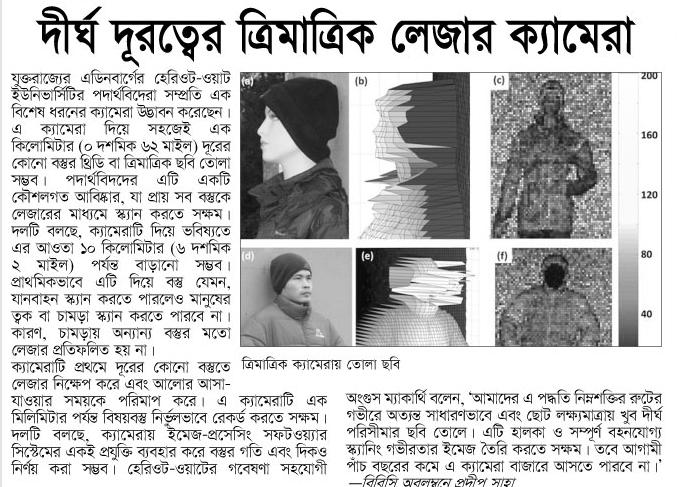 দীর্ঘ দূরত্বের ত্রিমাত্রিক লেজার ক্যামেরা
যুক্তরাজ্যের এডিনবার্গের হেরিওট-ওয়াট
ইউনিভার্সিটির পদার্থবিদেরা সম্প্রতি এক
বিশেষ ধরনের ক্যামেরা উদ্ভাবন করেছেন।
এ ক্যামেরা দিয়ে সহজেই এক
কিলোমিটার (০ দশমিক ৬২ মাইল) দূরের
কোনো বস্তুর থ্রিডি বা ত্রিমাত্রিক ছবি তোলা
সম্ভব। পদার্থবিদদের এটি একটি
কৌশলগত আবিষ্কার, যা প্রায় সব বস্তুকে
লেজারের মাধ্যমে স্ক্যান করতে সক্ষম।
দলটি বলছে, ক্যামেরাটি দিয়ে ভবিষ্যতে
এর আওতা ১০ কিলোমিটার (৬ দশমিক
২ মাইল) পর্যন্ত বাড়ানো সম্ভব।
প্রাথমিকভাবে এটি দিয়ে বস্তু যেমন,
যানবাহন স্ক্যান করতে পারলেও মানুষের
ত্বক বা চামড়া স্ক্যান করতে পারবে না।
কারণ, চামড়ায় অন্যান্য বস্তুর মতো
লেজার প্রতিফলিত হয় না।
ক্যামেরাটি প্রথমে দূরের কোনো বস্তুতে
লেজার নিক্ষেপ করে এবং আলোর আসা-
যাওয়ার সময়কে পরিমাপ করে। এ ক্যামেরাটি এক
মিলিমিটার পর্যন্ত বিষয়বস্তু নির্ভুলভাবে রেকর্ড করতে সক্ষম।
দলটি বলছে, ক্যামেরায় ইমেজ-প্রসেসিং সফটওয়্যার
সিস্টেমের একই প্রযুক্তি ব্যবহার করে বস্তুর গতি এবং দিকও
নির্ণয় করা সম্ভব। হেরিওট-ওয়াটের গবেষণা সহযোগী
(a)
(b)
(c)
200
160
120
80
40
(d)
(e)
(f)
ত্রিমাত্রিক ক্যামেরায় তোলা ছবি
অংগুস ম্যাকার্থি বলেন, 'আমাদের এ পদ্ধতি নিম্নশক্তির রুটের
গভীরে অত্যন্ত সাধারণভাবে এবং ছোট লক্ষ্যমাত্রায় খুব দীর্ঘ
পরিসীমার ছবি তোলে। এটি হালকা ও সম্পূর্ণ বহনযোগ্য
স্ক্যানিং গভীরতার ইমেজ তৈরি করতে সক্ষম। তবে আগামী
পাঁচ বছরের কমে এ ক্যামেরা বাজারে আসতে পারবে না।'
—বিবিসি অবলম্বনে প্রদীপ সাহা